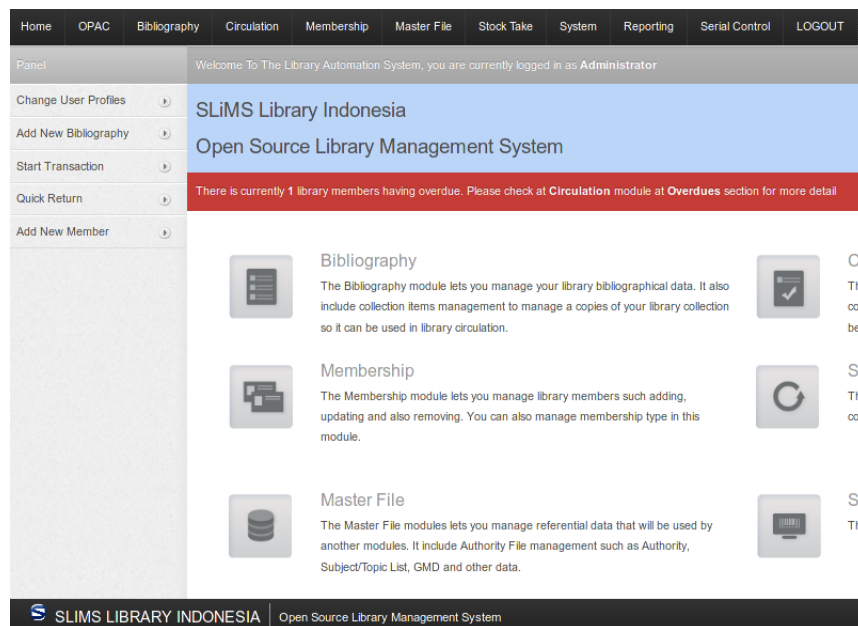 Home OPAC Bibliography Circulation Membership Master File Stock Take System Reporting Serial Control LOGOUT
Panel
Welcome To The Library Automation System, you are currently logged in as Administrator
Change User Profiles
Add New Bibliography
Start Transaction
Quick Return
Add New Member
SLiMS Library Indonesia
Open Source Library Management System
There is currently 1 library members having overdue. Please check at Circulation module at Overdues section for more detail
Bibliography
The Bibliography module lets you manage your library bibliographical data. It also
include collection items management to manage a copies of your library collection
so it can be used in library circulation.
Membership
The Membership module lets you manage library members such adding,
updating and also removing. You can also manage membership type in this
module.
Master File
The Master File modules lets you manage referential data that will be used by
another modules. It include Authority File management such as Authority,
Subject/Topic List, GMD and other data.
SLIMS LIBRARY INDONESIA Open Source Library Management System